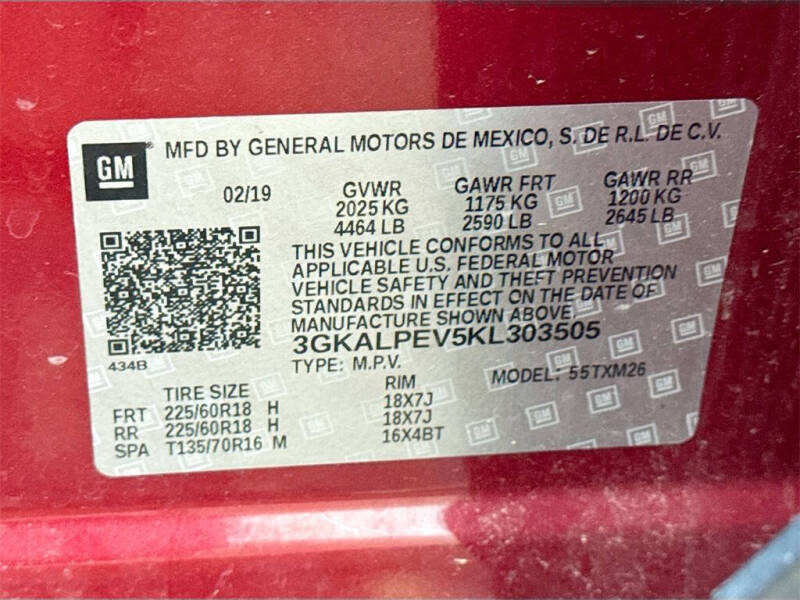 GM MFD BY GENERAL MOTORS DE MEXICO, S. DE R.L. DE C.V.
02/19 GVWR GAWR FRT GAWR RR
2025 KG 1175 KG 1200 KG
4464 LB 2590 LB 2645 LB
THIS VEHICLE CONFORMS TO ALL
APPLICABLE U.S. FEDERAL MOTOR
VEHICLE SAFETY AND THEFT PREVENTION
STANDARDS IN EFFECT ON THE DATE OF
MANUFACTURE SHOWN ABOVE.
3GKALPEV5KL303505
434B TYPE: M.P.V. MODEL: 55TXM26
TIRE SIZE RIM
FRT 225/60R18 H 18X7J
RR 225/60R18 H 18X7J
SPA T135/70R16 M 16X4BT